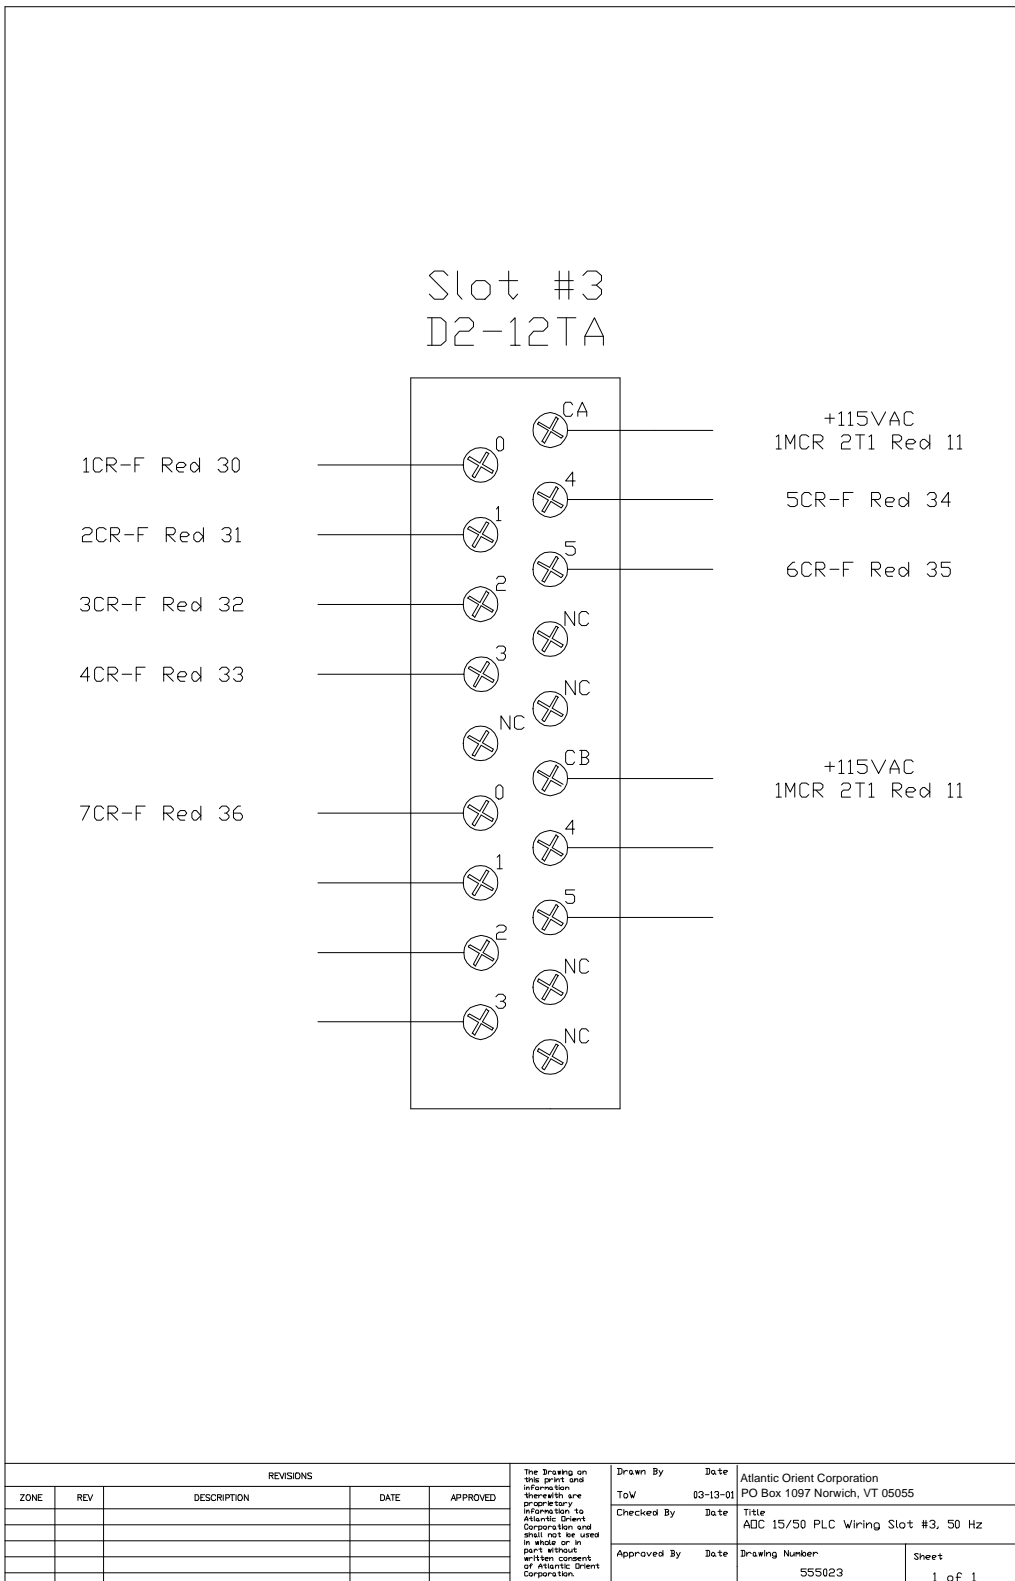 Slot #3
D2-12TA
CA
+115VAC
1MCR 2T1 Red 11
0
1CR-F Red 30
4
5CR-F Red 34
1
2CR-F Red 31
5
6CR-F Red 35
2
3CR-F Red 32
NC
3
4CR-F Red 33
NC
NC
CB
+115VAC
1MCR 2T1 Red 11
0
7CR-F Red 36
4
1
5
2
NC
3
NC
REVISIONS
ZONE REV DESCRIPTION DATE APPROVED
The Drawing on
this print and
information
therewith are
proprietary
information to
Atlantic Orient
Corporation and
shall not be used
in whole or in
part without
written consent
of Atlantic Orient
Corporation.
Drawn By Date
ToW 03-13-01
Checked By Date
Approved By Date
Atlantic Orient Corporation
PO Box 1097 Norwich, VT 05055
Title
AOC 15/50 PLC Wiring Slot #3, 50 Hz
Drawing Number
555023
Sheet
1 of 1